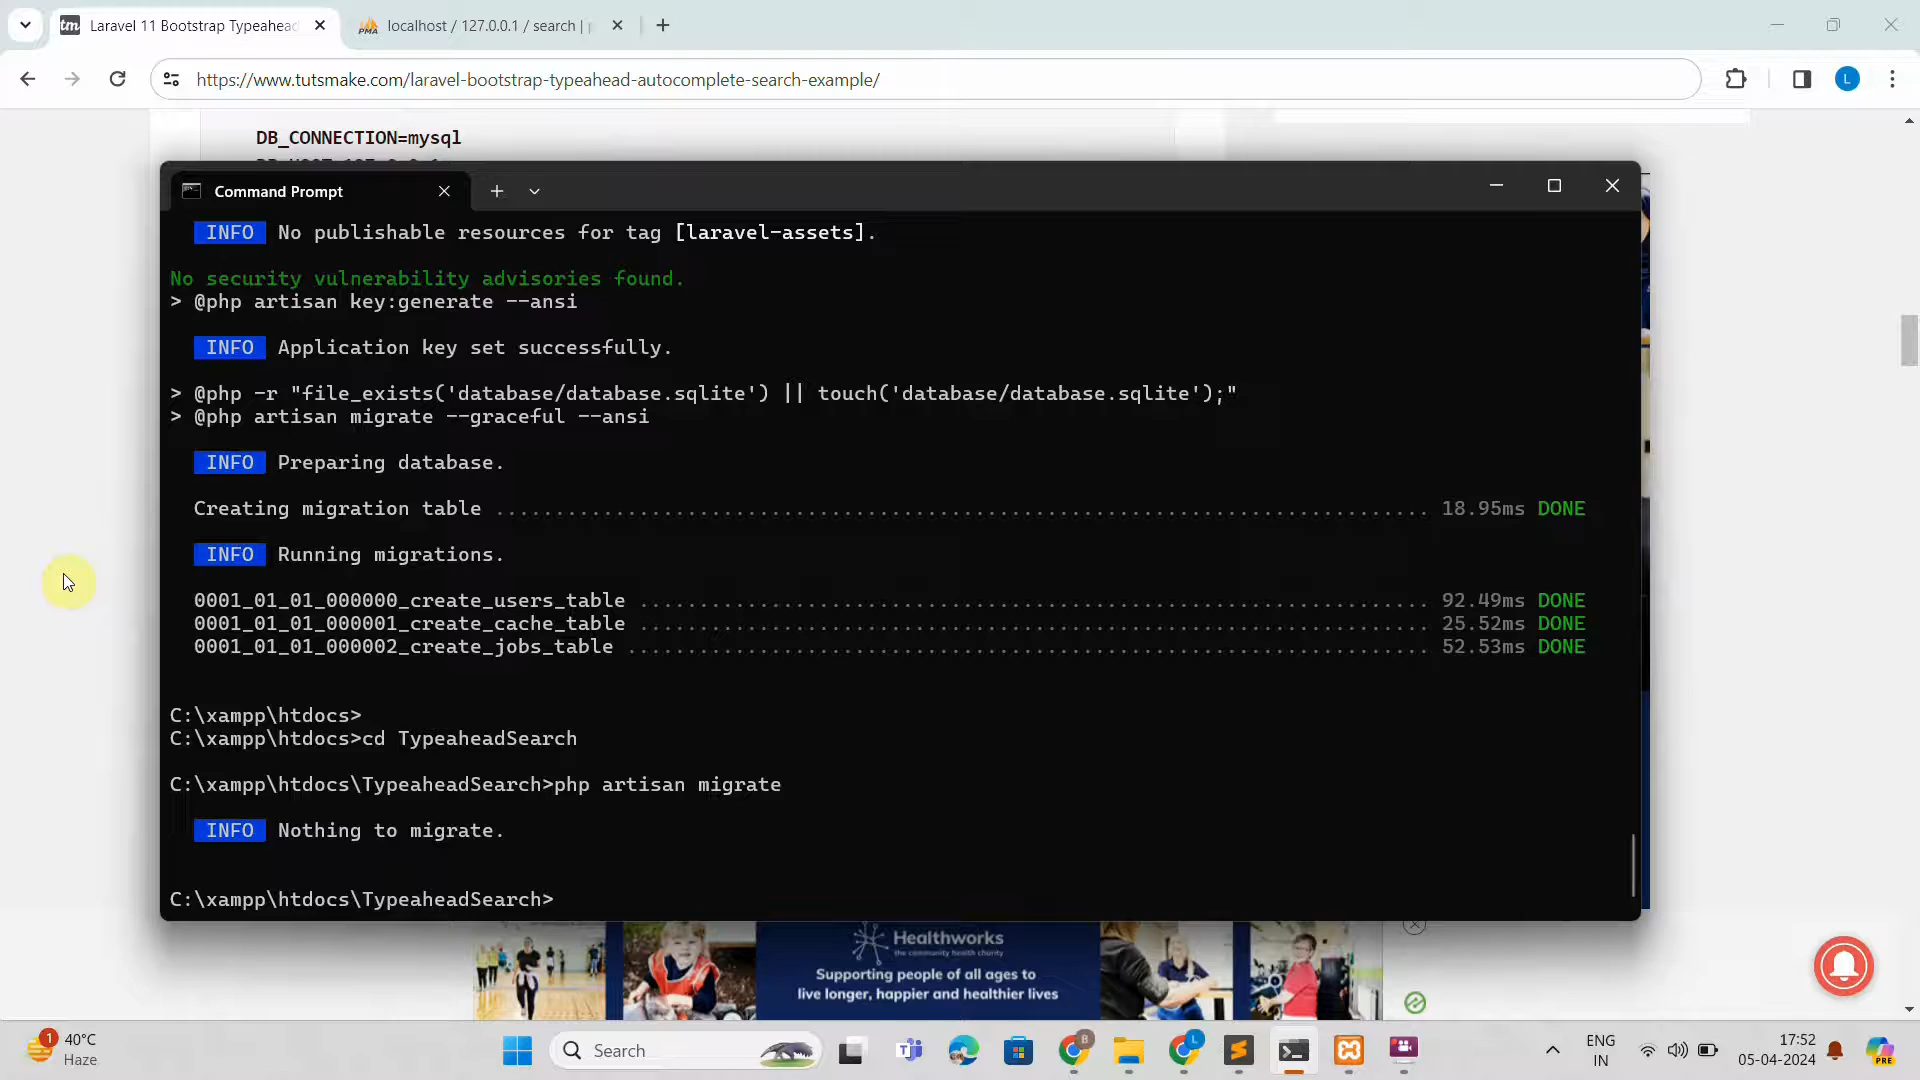 Laravel 11 Bootstrap Typeahead
localhost / 127.0.0.1 / search |
https://www.tutsmake.com/laravel-bootstrap-typeahead-autocomplete-search-example/
L
DB_CONNECTION=mysql
Command Prompt
INFO No publishable resources for tag [laravel-assets].
No security vulnerability advisories found.
> @php artisan key:generate --ansi
INFO Application key set successfully.
> @php -r "file_exists('database/database.sqlite') || touch('database/database.sqlite');"
> @php artisan migrate --graceful --ansi
INFO Preparing database.
Creating migration table .............................................................................. 18.95ms DONE
INFO Running migrations.
0001_01_01_000000_create_users_table .................................................................. 92.49ms DONE
0001_01_01_000001_create_cache_table .................................................................. 25.52ms DONE
0001_01_01_000002_create_jobs_table ................................................................... 52.53ms DONE
C:\xampp\htdocs>
C:\xampp\htdocs>cd TypeaheadSearch
C:\xampp\htdocs\TypeaheadSearch>php artisan migrate
INFO Nothing to migrate.
C:\xampp\htdocs\TypeaheadSearch>
Healthworks
the community health charity
Supporting people of all ages to
live longer, happier and healthier lives
1
40°C
Haze
Search
B
L
PRE
ENG
IN
17:52
05-04-2024